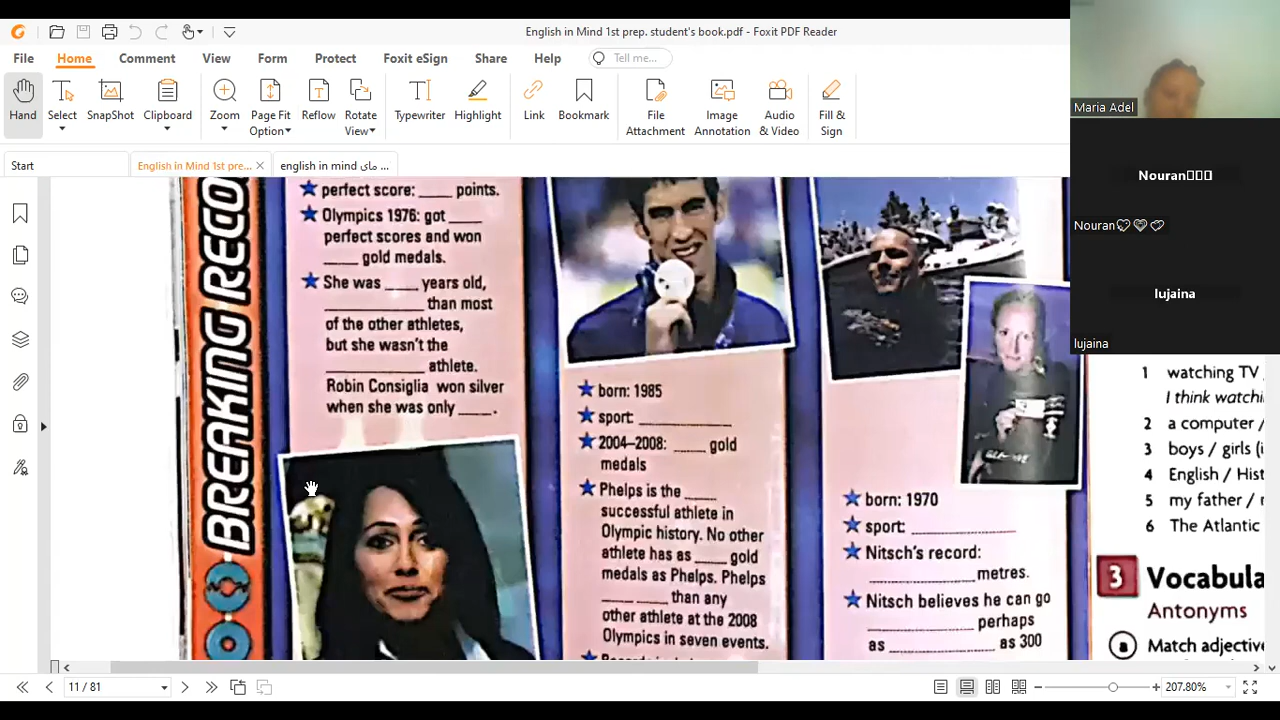 English in Mind 1st prep. student's book.pdf - Foxit PDF Reader
File Home Comment View Form Protect Foxit eSign Share Help Tell me...
Hand Select SnapShot Clipboard Zoom Page Fit Option Reflow Rotate View Typewriter Highlight Link Bookmark File Attachment Image Annotation Audio & Video Fill & Sign
Start English in Mind 1st pre... english in mind ماى ...
BREAKING RECO
perfect score: ____ points.
Olympics 1976: got ____
perfect scores and won
____ gold medals.
She was ____ years old,
____________ than most
of the other athletes,
but she wasn't the
____________ athlete.
Robin Consiglia won silver
when she was only ____.
born: 1985
sport: ____________
2004–2008: ____ gold
medals
Phelps is the ____
successful athlete in
Olympic history. No other
athlete has as ____ gold
medals as Phelps. Phelps
____ ____ than any
other athlete at the 2008
Olympics in seven events.
born: 1970
sport: ____________
Nitsch's record:
____________ metres.
Nitsch believes he can go
____________ perhaps
as ____________ as 300
1 watching TV
I think watchi
2 a computer /
3 boys / girls (i
4 English / Hist
5 my father / r
6 The Atlantic
3 Vocabula
Antonyms
a Match adjectiv
Maria Adel
Nouran
Nouran
lujaina
lujaina
11 / 81
207.80%